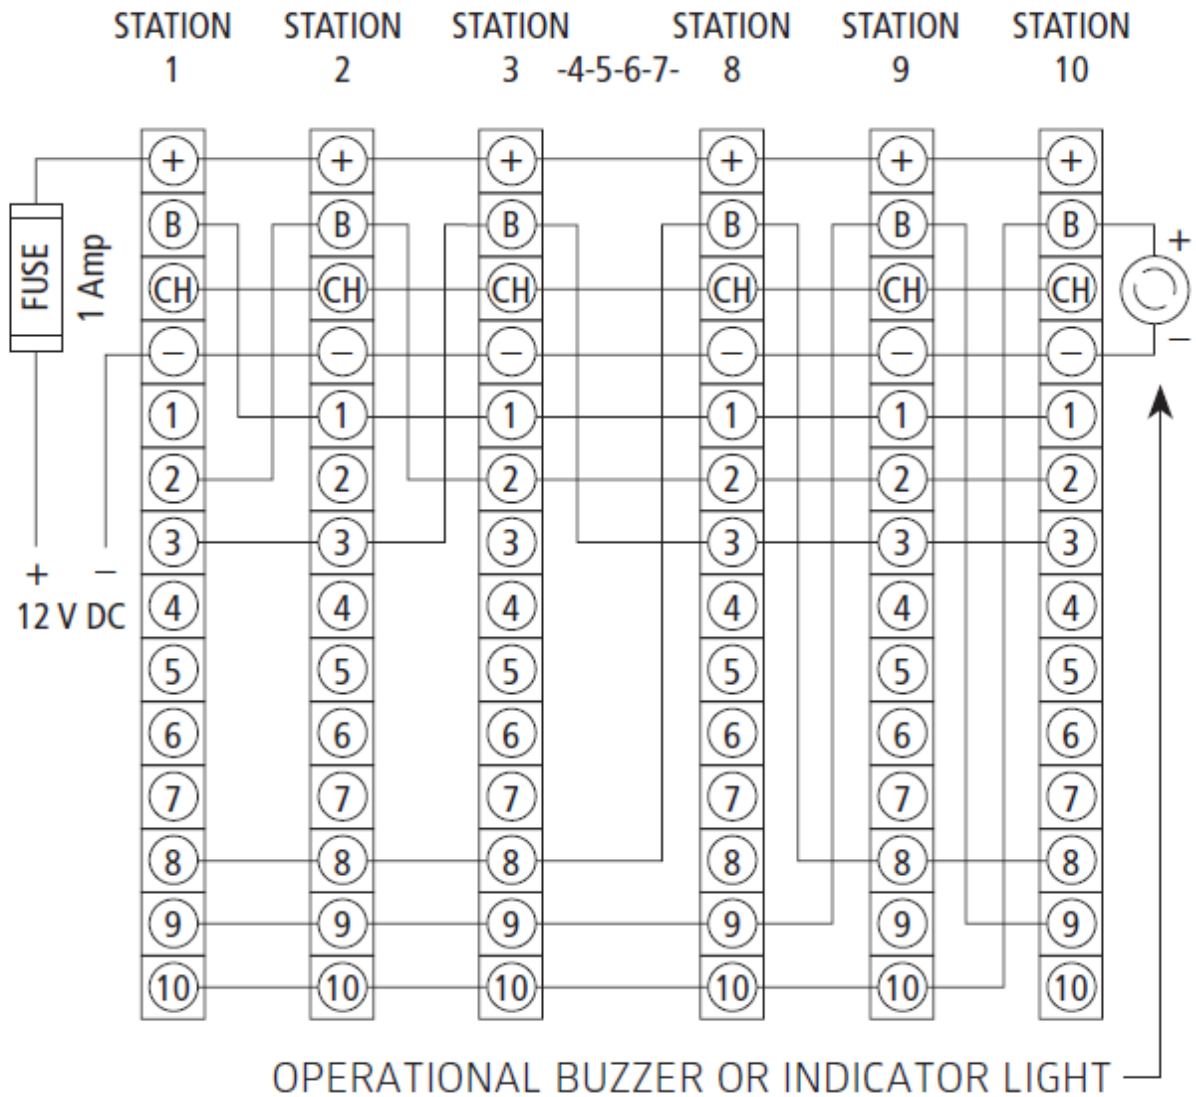 STATION STATION STATION STATION STATION STATION
1 2 3 -4-5-6-7- 8 9 10
+ + + + + +
B B B B B B
+
CH CH CH CH CH CH
FUSE
1 Amp
− − − − − −
−
1 1 1 1 1 1
2 2 2 2 2 2
3 3 3 3 3 3
+ −
12 V DC
4 4 4 4 4 4
5 5 5 5 5 5
6 6 6 6 6 6
7 7 7 7 7 7
8 8 8 8 8 8
9 9 9 9 9 9
10 10 10 10 10 10
OPERATIONAL BUZZER OR INDICATOR LIGHT